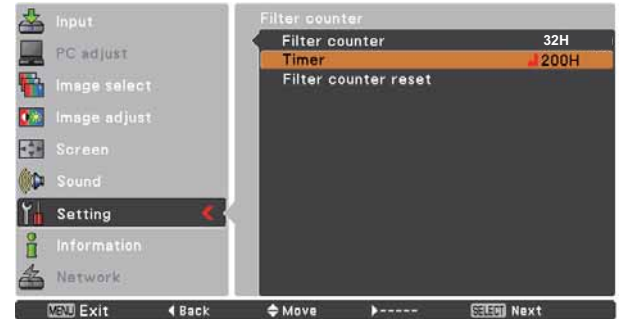 Input
PC adjust
Image select
Image adjust
Screen
Sound
Setting
Information
Network
Filter counter
Filter counter 32H
Timer 200H
Filter counter reset
MENU Exit Back Move ----- SELECT Next